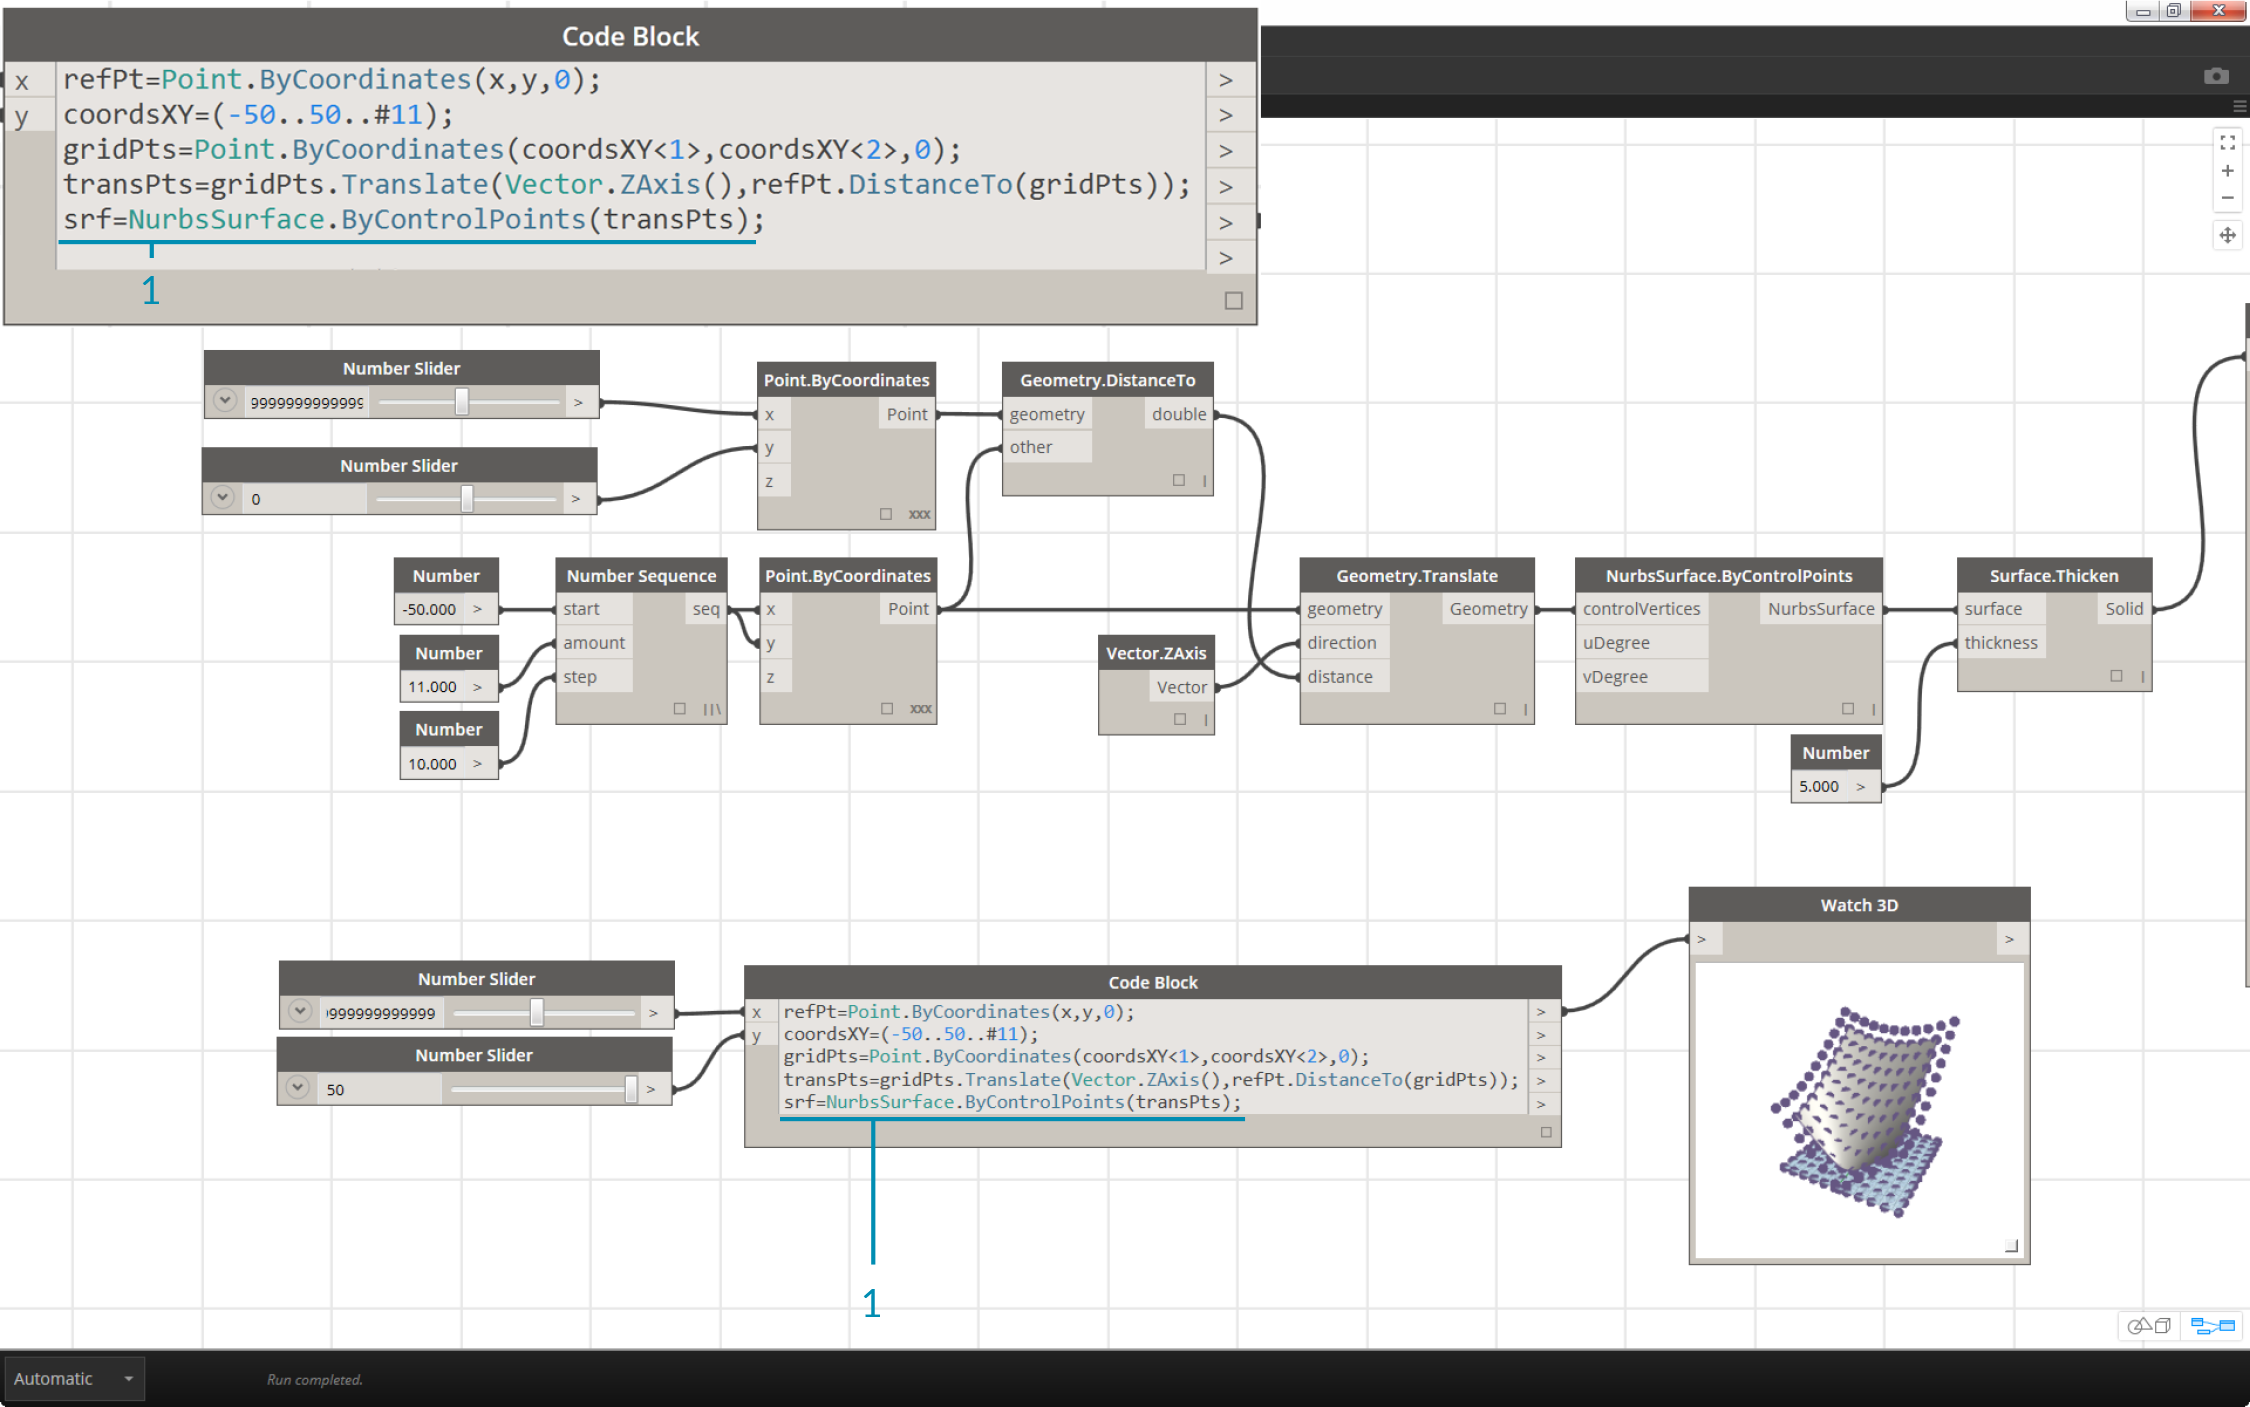 Code Block
x
y
refPt=Point.ByCoordinates(x,y,0);
coordsXY=(-50..50..#11);
gridPts=Point.ByCoordinates(coordsXY<1>,coordsXY<2>,0);
transPts=gridPts.Translate(Vector.ZAxis(),refPt.DistanceTo(gridPts));
srf=NurbsSurface.ByControlPoints(transPts);
>
>
>
>
>
>
1
Number Slider
9999999999999 >
Number Slider
0 >
Point.ByCoordinates
x Point
y
z
xxx
Geometry.DistanceTo
geometry double
other
|
Number
-50.000 >
Number
11.000 >
Number
10.000 >
Number Sequence
start seq
amount
step
||\
Point.ByCoordinates
x Point
y
z
xxx
Vector.ZAxis
Vector
|
Geometry.Translate
geometry Geometry
direction
distance
|
NurbsSurface.ByControlPoints
controlVertices NurbsSurface
uDegree
vDegree
|
Number
5.000 >
Surface.Thicken
surface Solid
thickness
|
Number Slider
999999999999 >
Number Slider
50 >
Code Block
x
y
refPt=Point.ByCoordinates(x,y,0);
coordsXY=(-50..50..#11);
gridPts=Point.ByCoordinates(coordsXY<1>,coordsXY<2>,0);
transPts=gridPts.Translate(Vector.ZAxis(),refPt.DistanceTo(gridPts));
srf=NurbsSurface.ByControlPoints(transPts);
>
>
>
>
>
1
Watch 3D
> >
Automatic
Run completed.